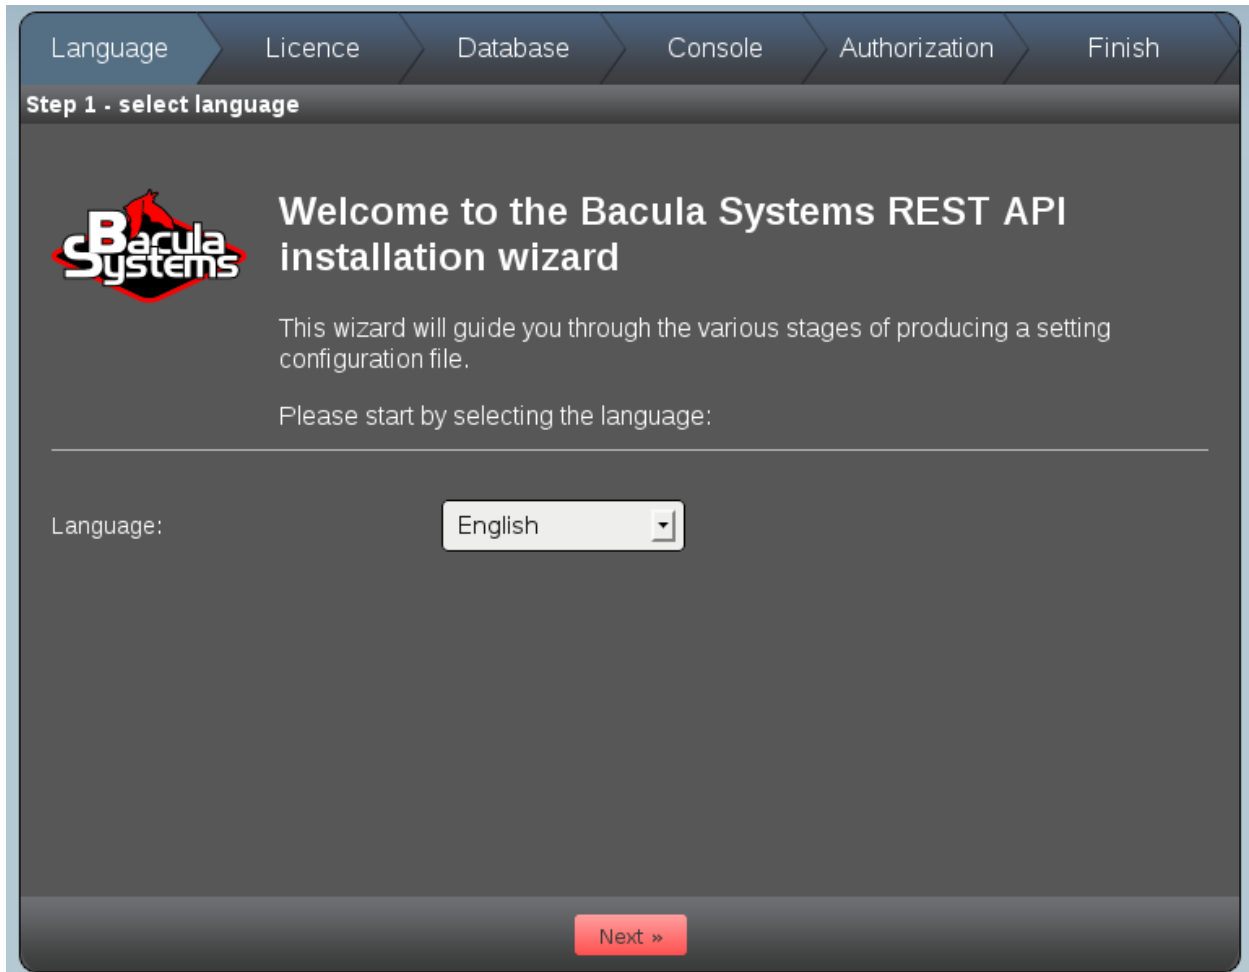 Language Licence Database Console Authorization Finish
Step 1 - select language
Bacula
Systems
Welcome to the Bacula Systems REST API
installation wizard
This wizard will guide you through the various stages of producing a setting
configuration file.
Please start by selecting the language:
Language: English
Next »